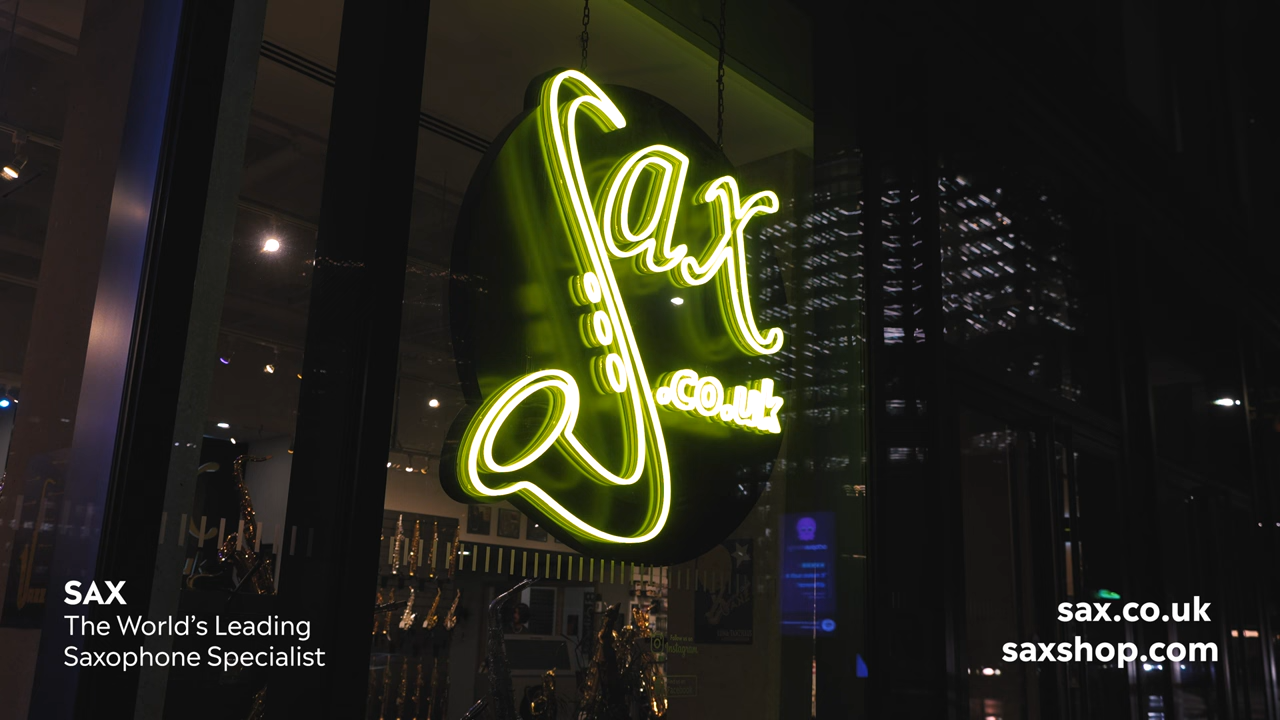 Sax
.co.uk
SAX
The World's Leading
Saxophone Specialist
sax.co.uk
saxshop.com